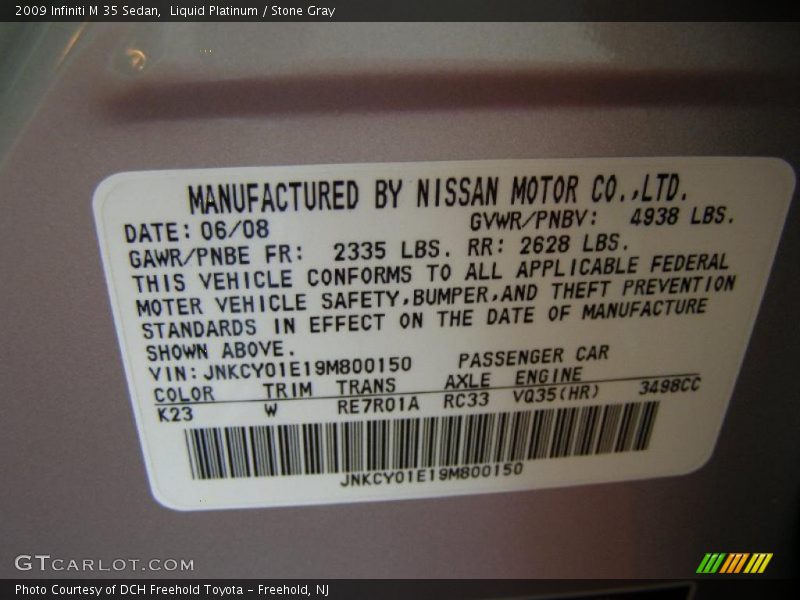 2009 Infiniti M 35 Sedan,  Liquid Platinum / Stone Gray
MANUFACTURED BY NISSAN MOTOR CO.,LTD.
DATE: 06/08 GVWR/PNBV: 4938 LBS.
GAWR/PNBE FR: 2335 LBS. RR: 2628 LBS.
THIS VEHICLE CONFORMS TO ALL APPLICABLE FEDERAL
MOTER VEHICLE SAFETY,BUMPER,AND THEFT PREVENTION
STANDARDS IN EFFECT ON THE DATE OF MANUFACTURE
SHOWN ABOVE.
VIN: JNKCY01E19M800150 PASSENGER CAR
COLOR TRIM TRANS AXLE ENGINE
K23 W RE7R01A RC33 VQ35(HR) 3498CC
JNKCY01E19M800150
GTCARLOT.COM
Photo Courtesy of DCH Freehold Toyota - Freehold, NJ